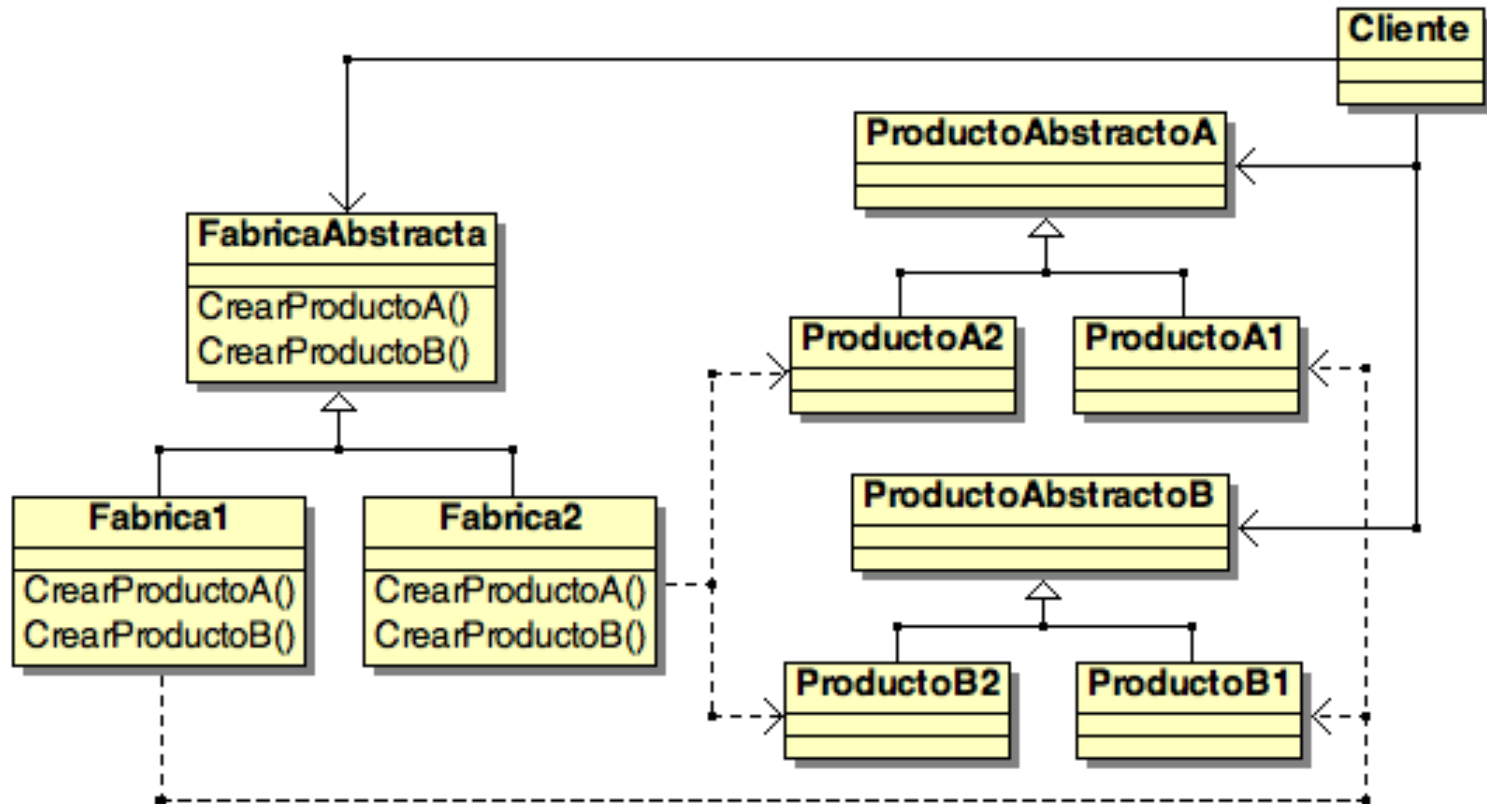 Cliente
ProductoAbstractoA
FabricaAbstracta
CrearProductoA()
CrearProductoB()
ProductoA2
ProductoA1
ProductoAbstractoB
Fabrica1
CrearProductoA()
CrearProductoB()
Fabrica2
CrearProductoA()
CrearProductoB()
ProductoB2
ProductoB1